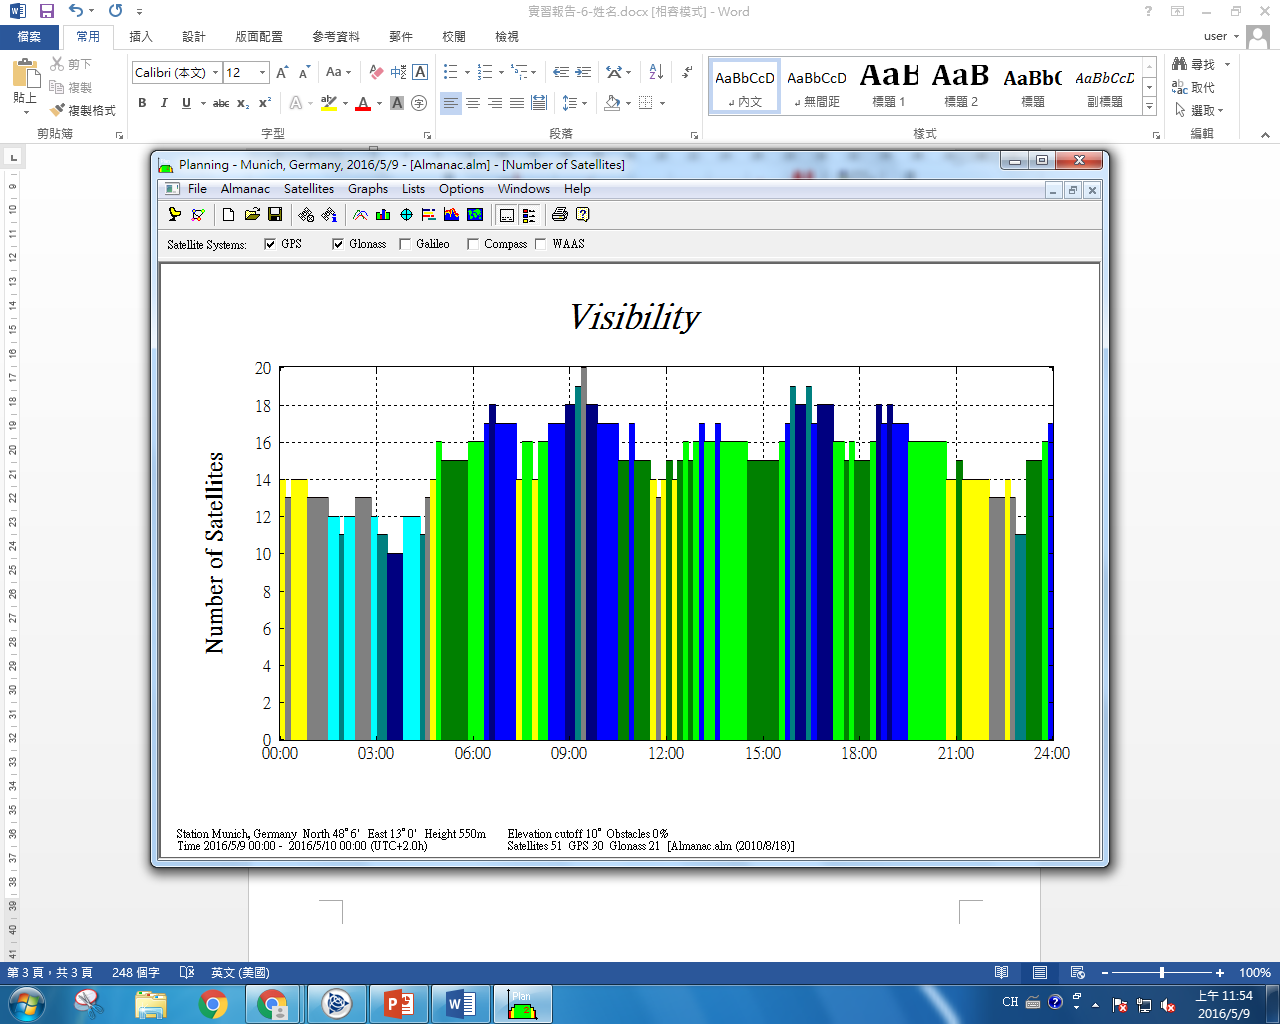 實習報告-6-姓名.docx [相容模式] - Word
檔案 常用 插入 設計 版面配置 參考資料 郵件 校閱 檢視 user
貼上
剪下
複製
複製格式
剪貼簿
Calibri (本文) 12
字型
段落
AaBbCcD AaBbCcD AaBb AaBB AaBbC AaBbCcD
內文 無間距 標題 1 標題 2 標題 副標題
樣式
尋找
取代
選取
編輯
Planning - Munich, Germany, 2016/5/9 - [Almanac.alm] - [Number of Satellites]
File Almanac Satellites Graphs Lists Options Windows Help
Satellite Systems: GPS Glonass Galileo Compass WAAS
Visibility
Number of Satellites
20
18
16
14
12
10
8
6
4
2
0
00:00 03:00 06:00 09:00 12:00 15:00 18:00 21:00 24:00
Station Munich, Germany North 48° 6' East 13° 0' Height 550m Elevation cutoff 10° Obstacles 0%
Time 2016/5/9 00:00 - 2016/5/10 00:00 (UTC+2.0h) Satellites 51 GPS 30 Glonass 21 [Almanac.alm (2010/8/18)]
第 3 頁，共 3 頁 248 個字 英文 (美國) 100%
CH
上午 11:54
2016/5/9